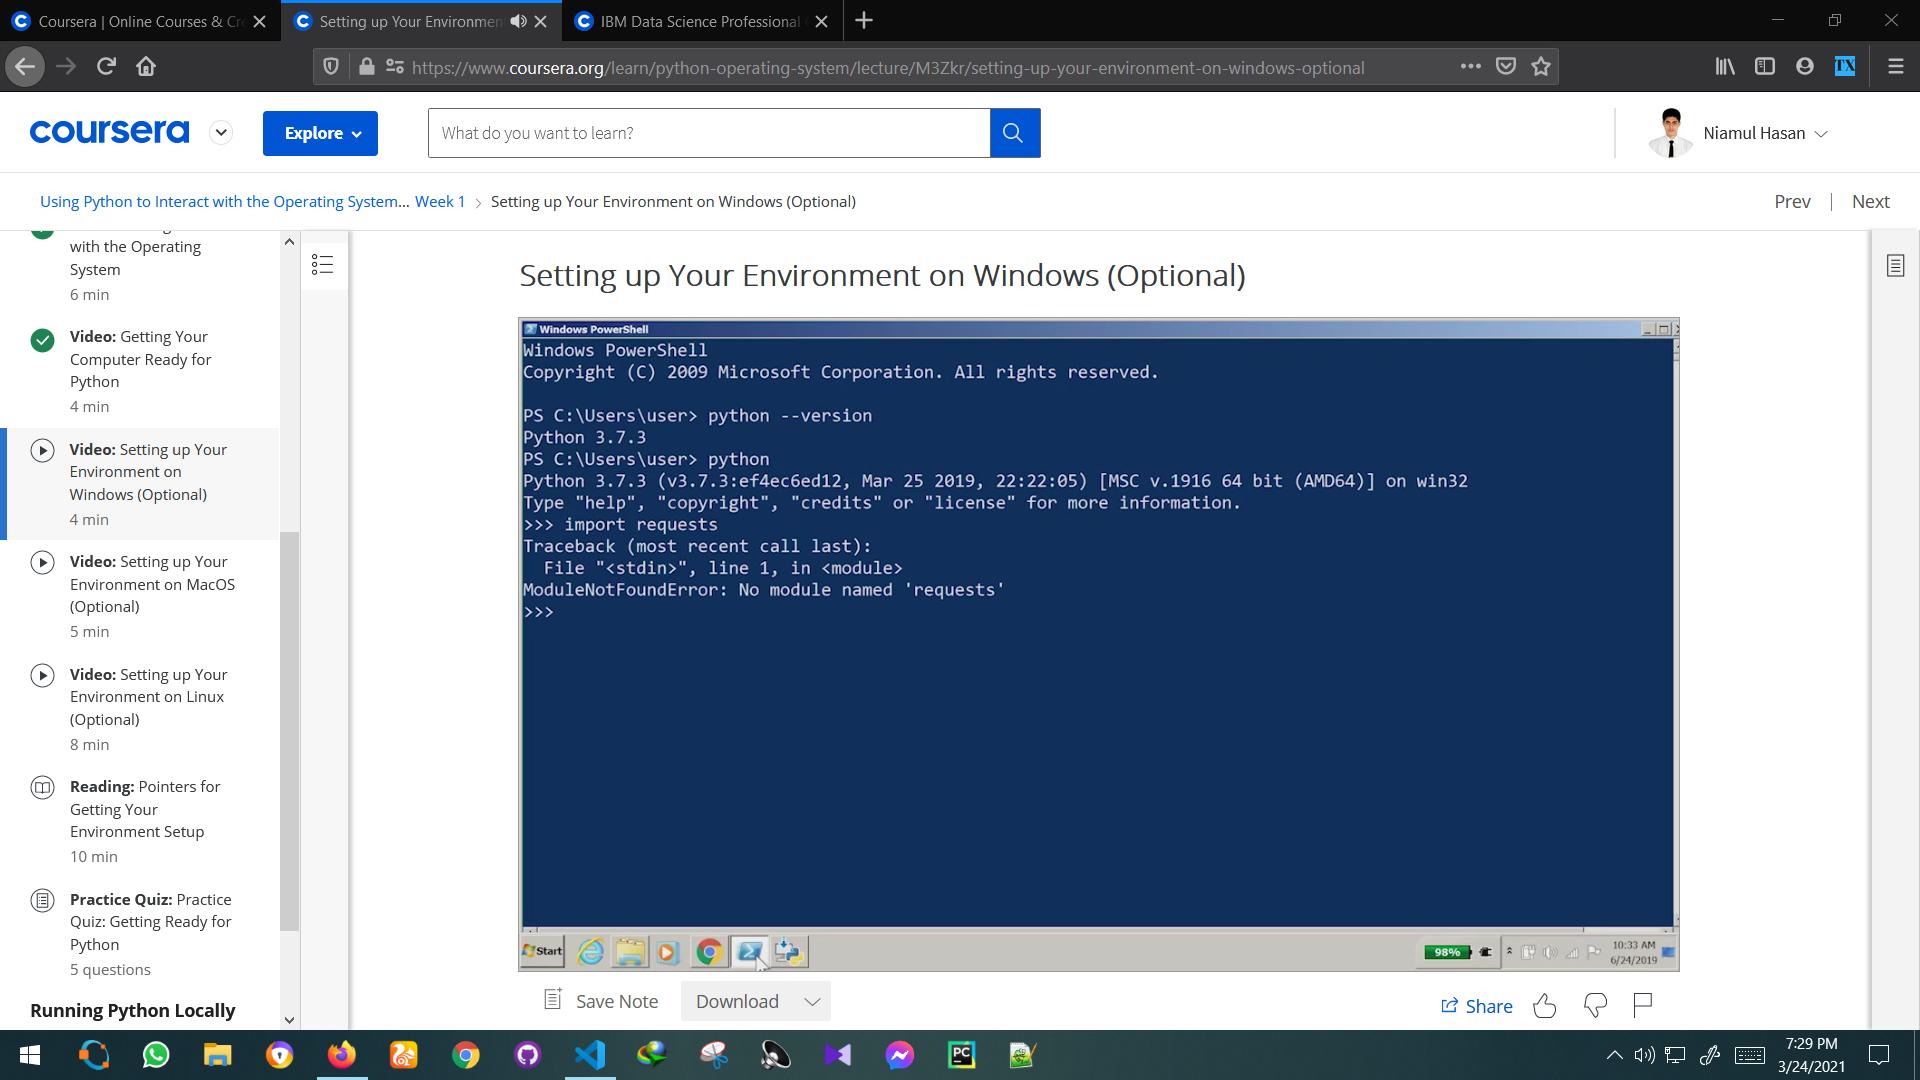 Coursera | Online Courses & Cr
Setting up Your Environmen
IBM Data Science Professional
https://www.coursera.org/learn/python-operating-system/lecture/M3Zkr/setting-up-your-environment-on-windows-optional
TX
coursera
Explore
What do you want to learn?
Niamul Hasan
Using Python to Interact with the Operating System... Week 1 > Setting up Your Environment on Windows (Optional)
Prev | Next
with the Operating
System
6 min
Video: Getting Your
Computer Ready for
Python
4 min
Video: Setting up Your
Environment on
Windows (Optional)
4 min
Video: Setting up Your
Environment on MacOS
(Optional)
5 min
Video: Setting up Your
Environment on Linux
(Optional)
8 min
Reading: Pointers for
Getting Your
Environment Setup
10 min
Practice Quiz: Practice
Quiz: Getting Ready for
Python
5 questions
Running Python Locally
Setting up Your Environment on Windows (Optional)
Windows PowerShell
Windows PowerShell
Copyright (C) 2009 Microsoft Corporation. All rights reserved.
PS C:\Users\user> python --version
Python 3.7.3
PS C:\Users\user> python
Python 3.7.3 (v3.7.3:ef4ec6ed12, Mar 25 2019, 22:22:05) [MSC v.1916 64 bit (AMD64)] on win32
Type "help", "copyright", "credits" or "license" for more information.
>>> import requests
Traceback (most recent call last):
  File "<stdin>", line 1, in <module>
ModuleNotFoundError: No module named 'requests'
>>>
Start
98%
10:33 AM
6/24/2019
Save Note
Download
Share
PC
7:29 PM
3/24/2021